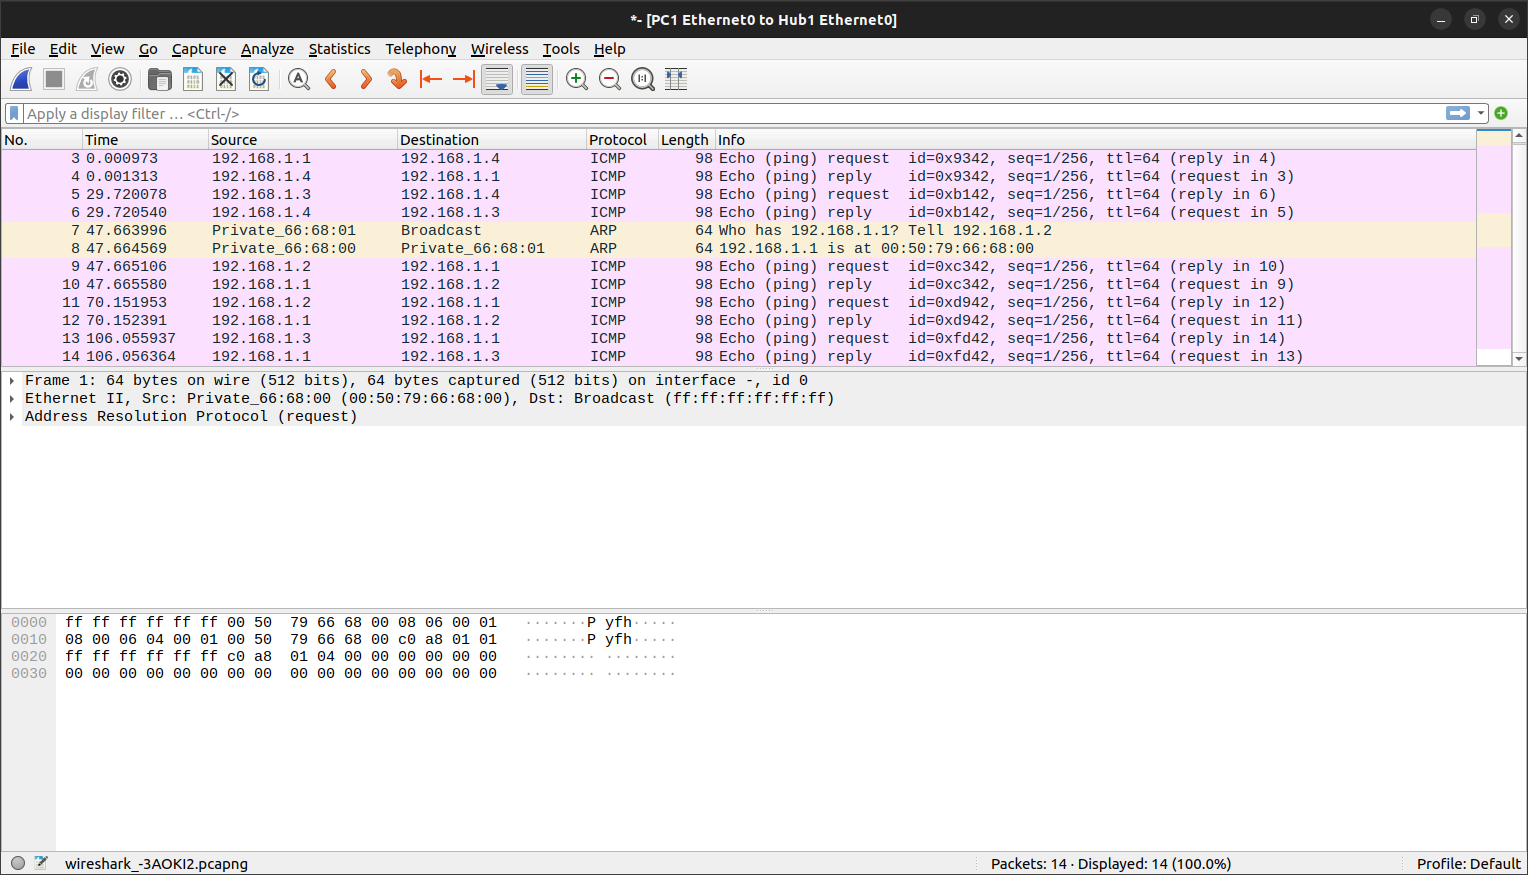 *- [PC1 Ethernet0 to Hub1 Ethernet0]
File Edit View Go Capture Analyze Statistics Telephony Wireless Tools Help
Apply a display filter … <Ctrl-/>
No. Time Source Destination Protocol Length Info
3 0.000973 192.168.1.1 192.168.1.4 ICMP 98 Echo (ping) request id=0x9342, seq=1/256, ttl=64 (reply in 4)
4 0.001313 192.168.1.4 192.168.1.1 ICMP 98 Echo (ping) reply id=0x9342, seq=1/256, ttl=64 (request in 3)
5 29.720078 192.168.1.3 192.168.1.4 ICMP 98 Echo (ping) request id=0xb142, seq=1/256, ttl=64 (reply in 6)
6 29.720540 192.168.1.4 192.168.1.3 ICMP 98 Echo (ping) reply id=0xb142, seq=1/256, ttl=64 (request in 5)
7 47.663996 Private_66:68:01 Broadcast ARP 64 Who has 192.168.1.1? Tell 192.168.1.2
8 47.664569 Private_66:68:00 Private_66:68:01 ARP 64 192.168.1.1 is at 00:50:79:66:68:00
9 47.665106 192.168.1.2 192.168.1.1 ICMP 98 Echo (ping) request id=0xc342, seq=1/256, ttl=64 (reply in 10)
10 47.665580 192.168.1.1 192.168.1.2 ICMP 98 Echo (ping) reply id=0xc342, seq=1/256, ttl=64 (request in 9)
11 70.151953 192.168.1.2 192.168.1.1 ICMP 98 Echo (ping) request id=0xd942, seq=1/256, ttl=64 (reply in 12)
12 70.152391 192.168.1.1 192.168.1.2 ICMP 98 Echo (ping) reply id=0xd942, seq=1/256, ttl=64 (request in 11)
13 106.055937 192.168.1.3 192.168.1.1 ICMP 98 Echo (ping) request id=0xfd42, seq=1/256, ttl=64 (reply in 14)
14 106.056364 192.168.1.1 192.168.1.3 ICMP 98 Echo (ping) reply id=0xfd42, seq=1/256, ttl=64 (request in 13)
Frame 1: 64 bytes on wire (512 bits), 64 bytes captured (512 bits) on interface -, id 0
Ethernet II, Src: Private_66:68:00 (00:50:79:66:68:00), Dst: Broadcast (ff:ff:ff:ff:ff:ff)
Address Resolution Protocol (request)
0000 ff ff ff ff ff ff 00 50 79 66 68 00 08 06 00 01 ·······P yfh·····
0010 08 00 06 04 00 01 00 50 79 66 68 00 c0 a8 01 01 ·······P yfh·····
0020 ff ff ff ff ff ff c0 a8 01 04 00 00 00 00 00 00 ········ ········
0030 00 00 00 00 00 00 00 00 00 00 00 00 00 00 00 00 ········ ········
wireshark_-3AOKI2.pcapng Packets: 14 · Displayed: 14 (100.0%) Profile: Default